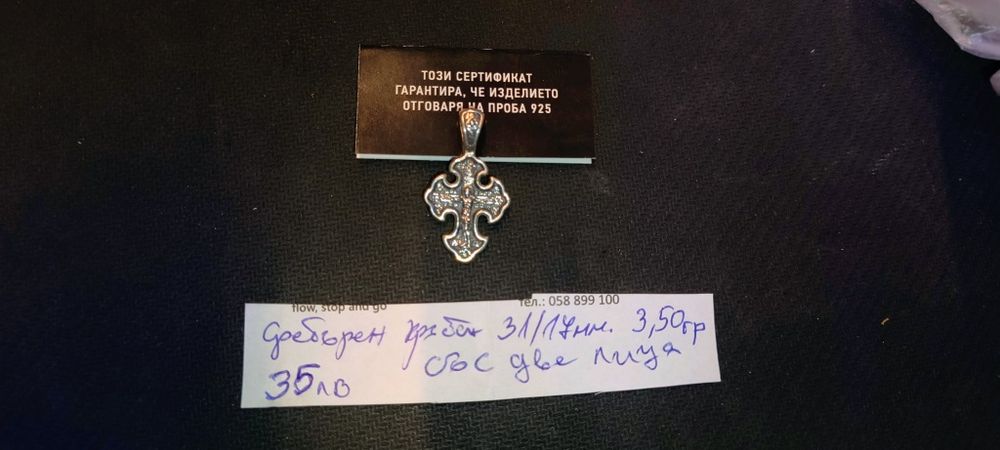 ТОЗИ СЕРТИФИКАТ
ГАРАНТИРА, ЧЕ ИЗДЕЛИЕТО
ОТГОВАРЯ НА ПРОБА 925
flow, stop and go
тел.: 058 899 100
сребърен кръст 31/17мм. 3,50гр
със две лица
35лв